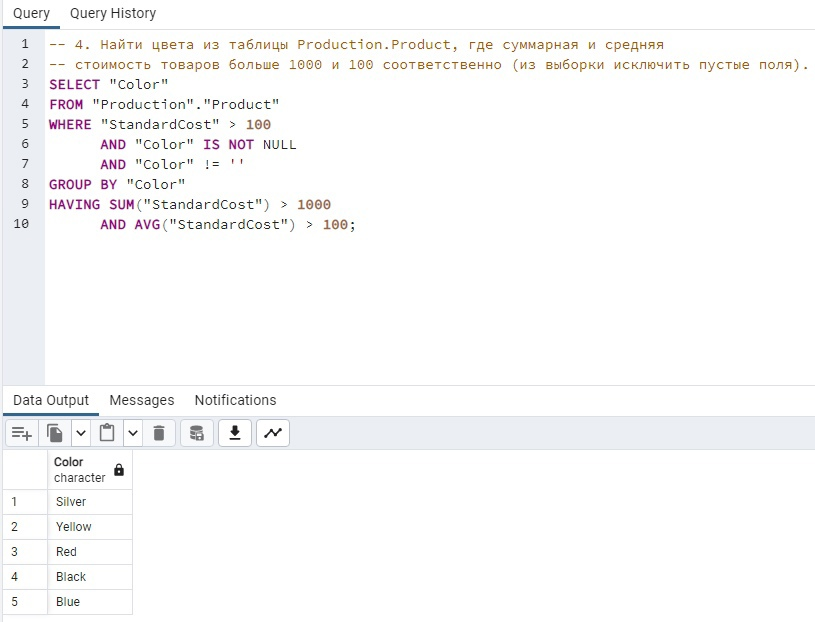 Query Query History
1 -- 4. Найти цвета из таблицы Production.Product, где суммарная и средняя
2 -- стоимость товаров больше 1000 и 100 соответственно (из выборки исключить пустые поля).
3 SELECT "Color"
4 FROM "Production"."Product"
5 WHERE "StandardCost" > 100
6 AND "Color" IS NOT NULL
7 AND "Color" != ''
8 GROUP BY "Color"
9 HAVING SUM("StandardCost") > 1000
10 AND AVG("StandardCost") > 100;
Data Output Messages Notifications
Color
character
1 Silver
2 Yellow
3 Red
4 Black
5 Blue